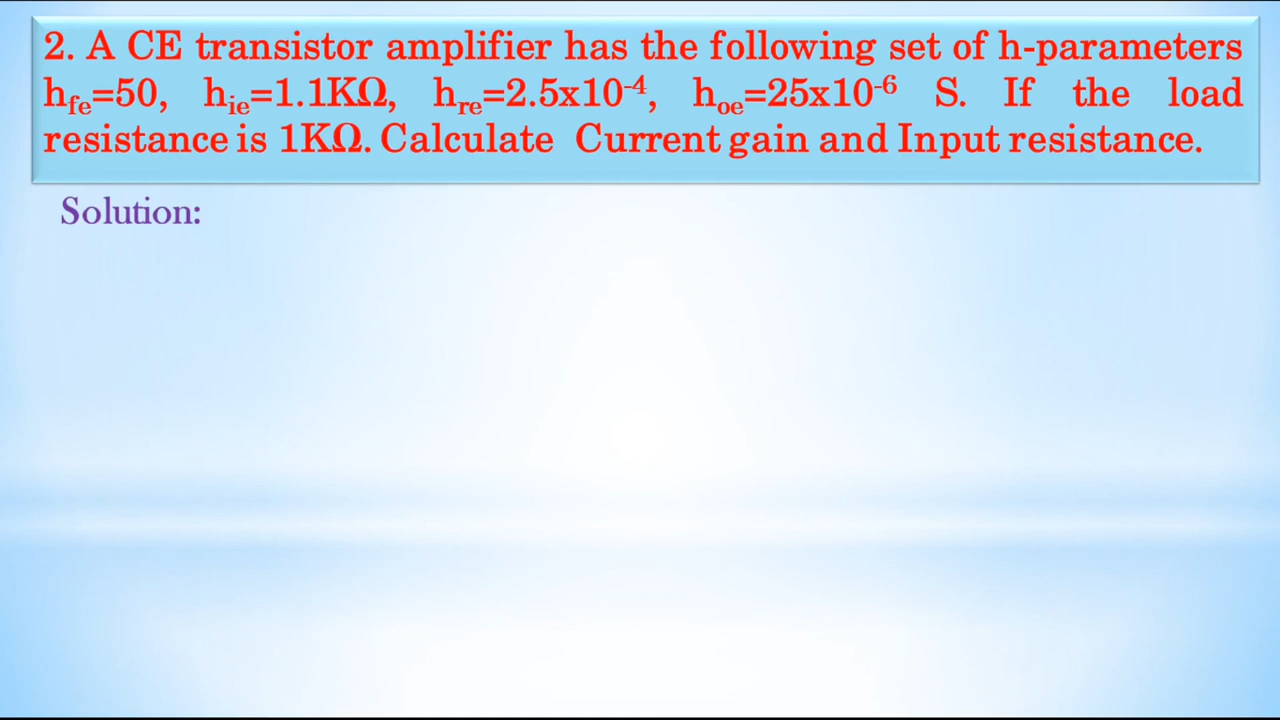 2. A CE transistor amplifier has the following set of h-parameters
hfe=50, hie=1.1KΩ, hre=2.5x10-4, hoe=25x10-6 S. If the load
resistance is 1KΩ. Calculate Current gain and Input resistance.
Solution: